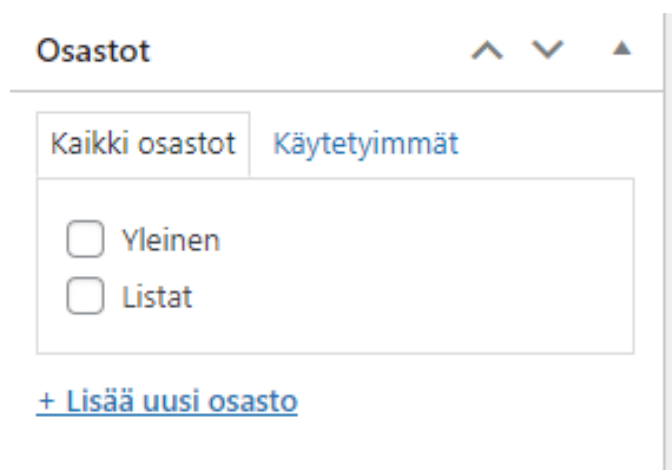 Osastot
Kaikki osastot Käytetyimmät
Yleinen
Listat
+ Lisää uusi osasto